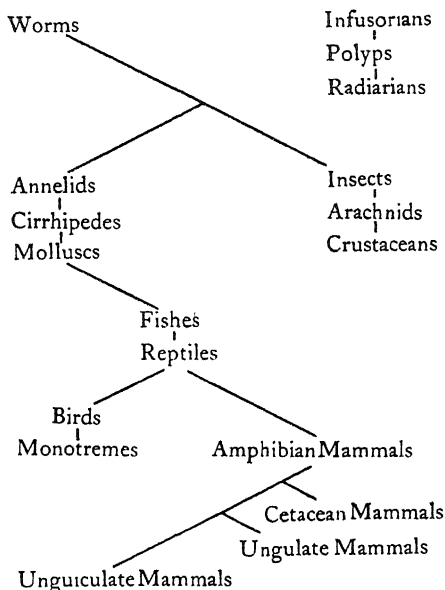 Worms
Infusorians
Polyps
Radiarians
Annelids
Cirrhipedes
Molluscs
Insects
Arachnids
Crustaceans
Fishes
Reptiles
Birds
Monotremes
Amphibian Mammals
Cetacean Mammals
Ungulate Mammals
Unguiculate Mammals